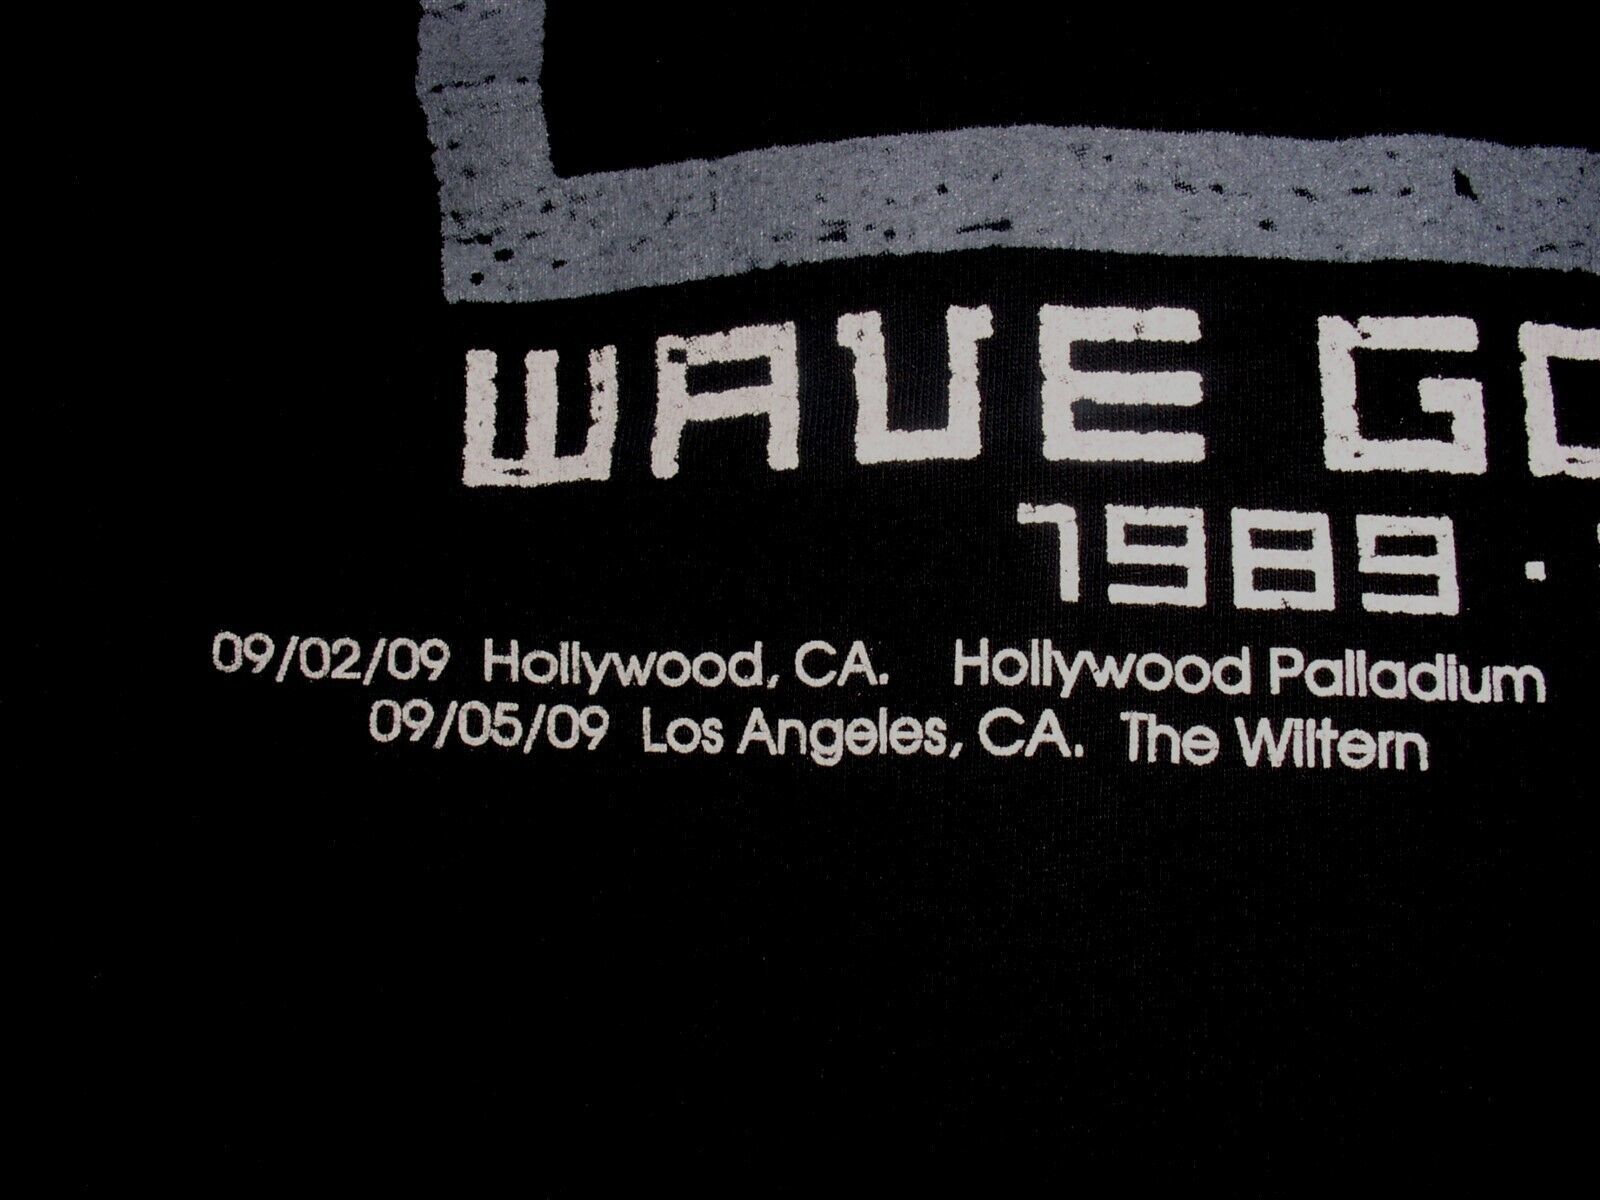 WAVE GO
1989 ·
09/02/09 Hollywood, CA. Hollywood Palladium
09/05/09 Los Angeles, CA. The Wiltern